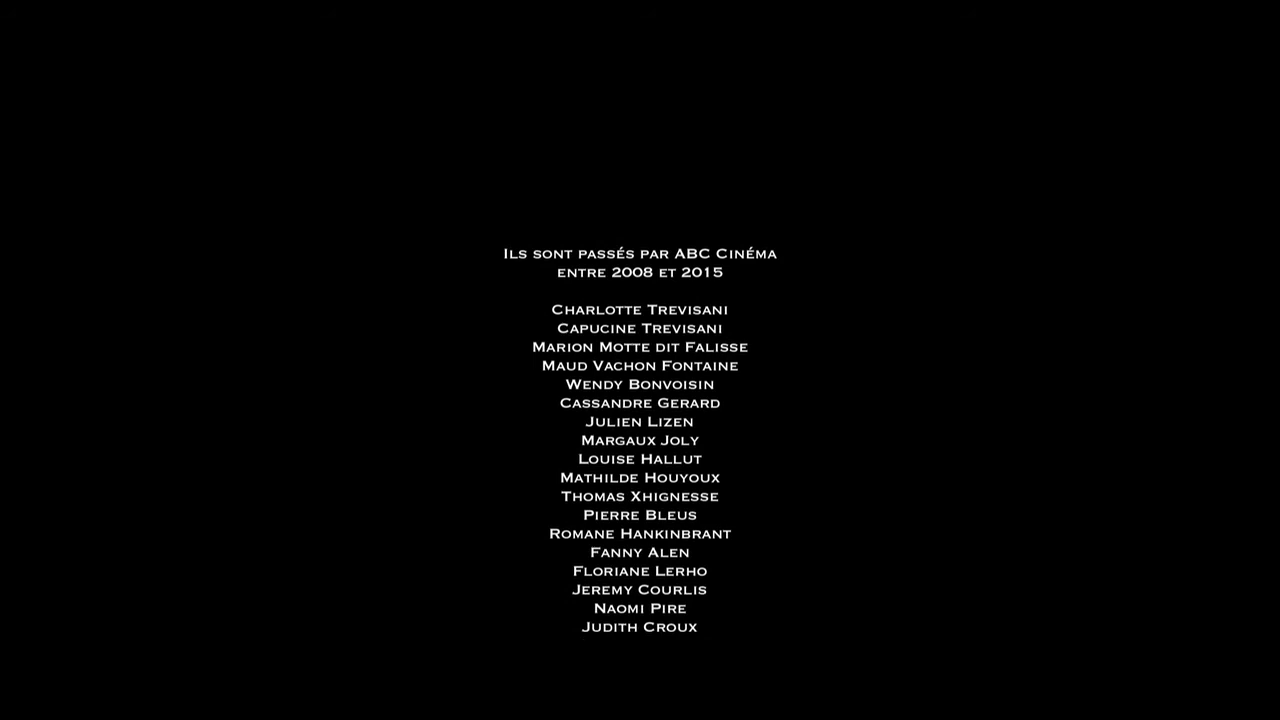 Ils sont passés par ABC Cinéma
entre 2008 et 2015
Charlotte Trevisani
Capucine Trevisani
Marion Motte dit Falisse
Maud Vachon Fontaine
Wendy Bonvoisin
Cassandre Gerard
Julien Lizen
Margaux Joly
Louise Hallut
Mathilde Houyoux
Thomas Xhignesse
Pierre Bleus
Romane Hankinbrant
Fanny Alen
Floriane Lerho
Jeremy Courlis
Naomi Pire
Judith Croux